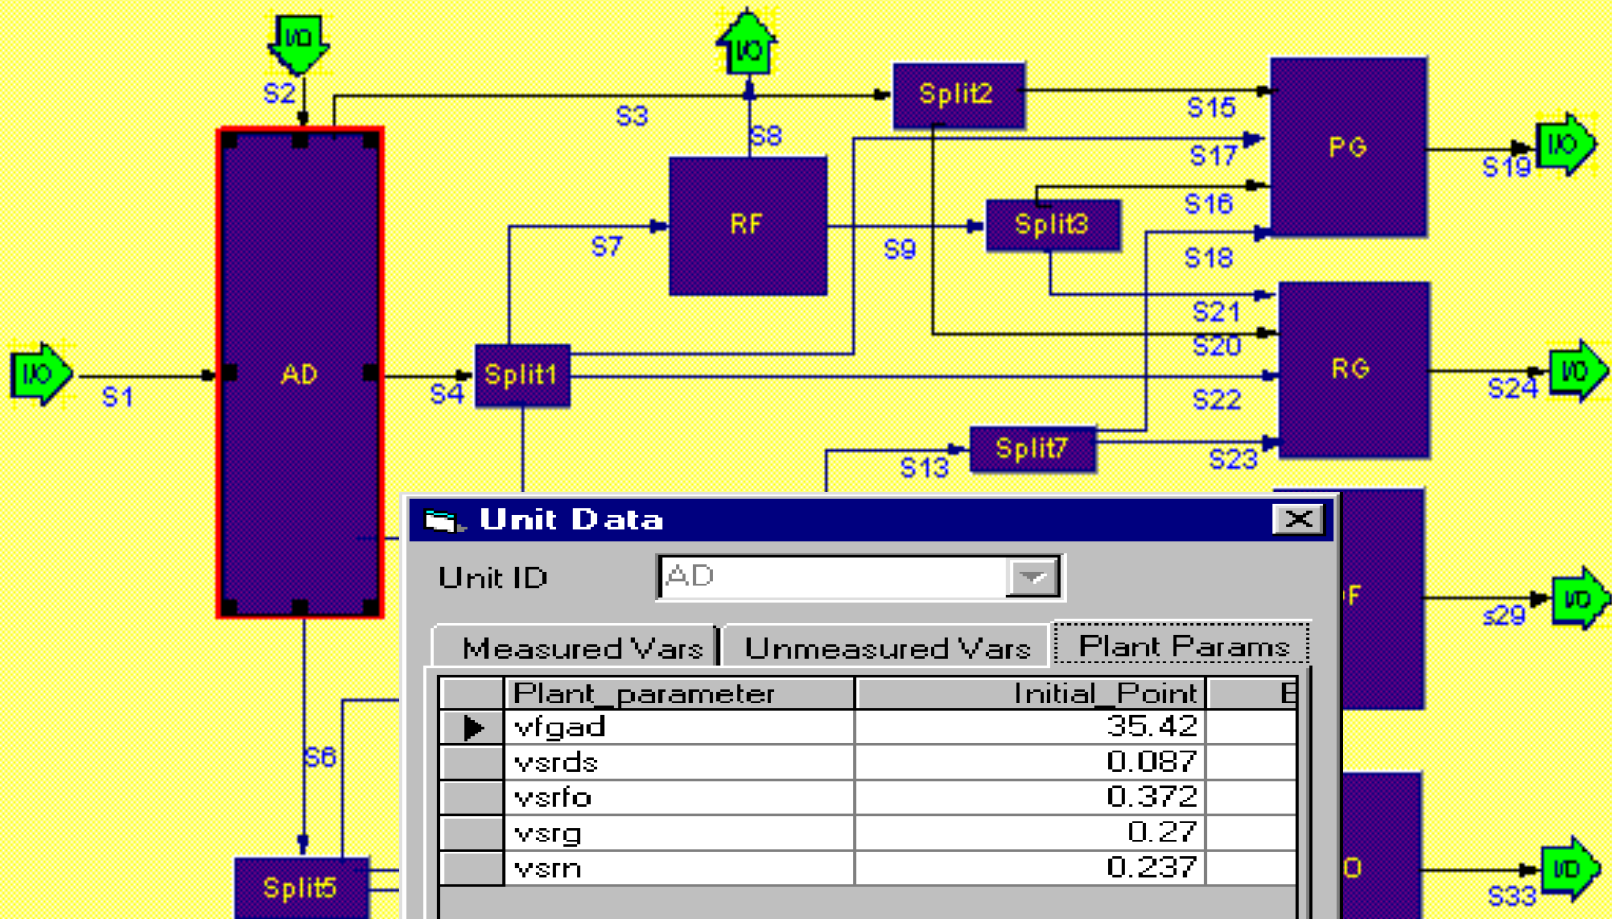 I/O
I/O
S2
S3
Split2
S15
S8
S17
PG
I/O
S19
RF
S16
S7
S9
Split3
S18
S21
S20
I/O
S1
AD
S4
Split1
S22
RG
S24
I/O
Split7
S13
S23
Unit Data
Unit ID
AD
F
s29
I/O
Measured Vars Unmeasured Vars Plant Params
Plant_parameter Initial_Point
vfgad 35.42
vsrds 0.087
vsrfo 0.372
vsrg 0.27
vsrn 0.237
S6
Split5
O
S33
I/O